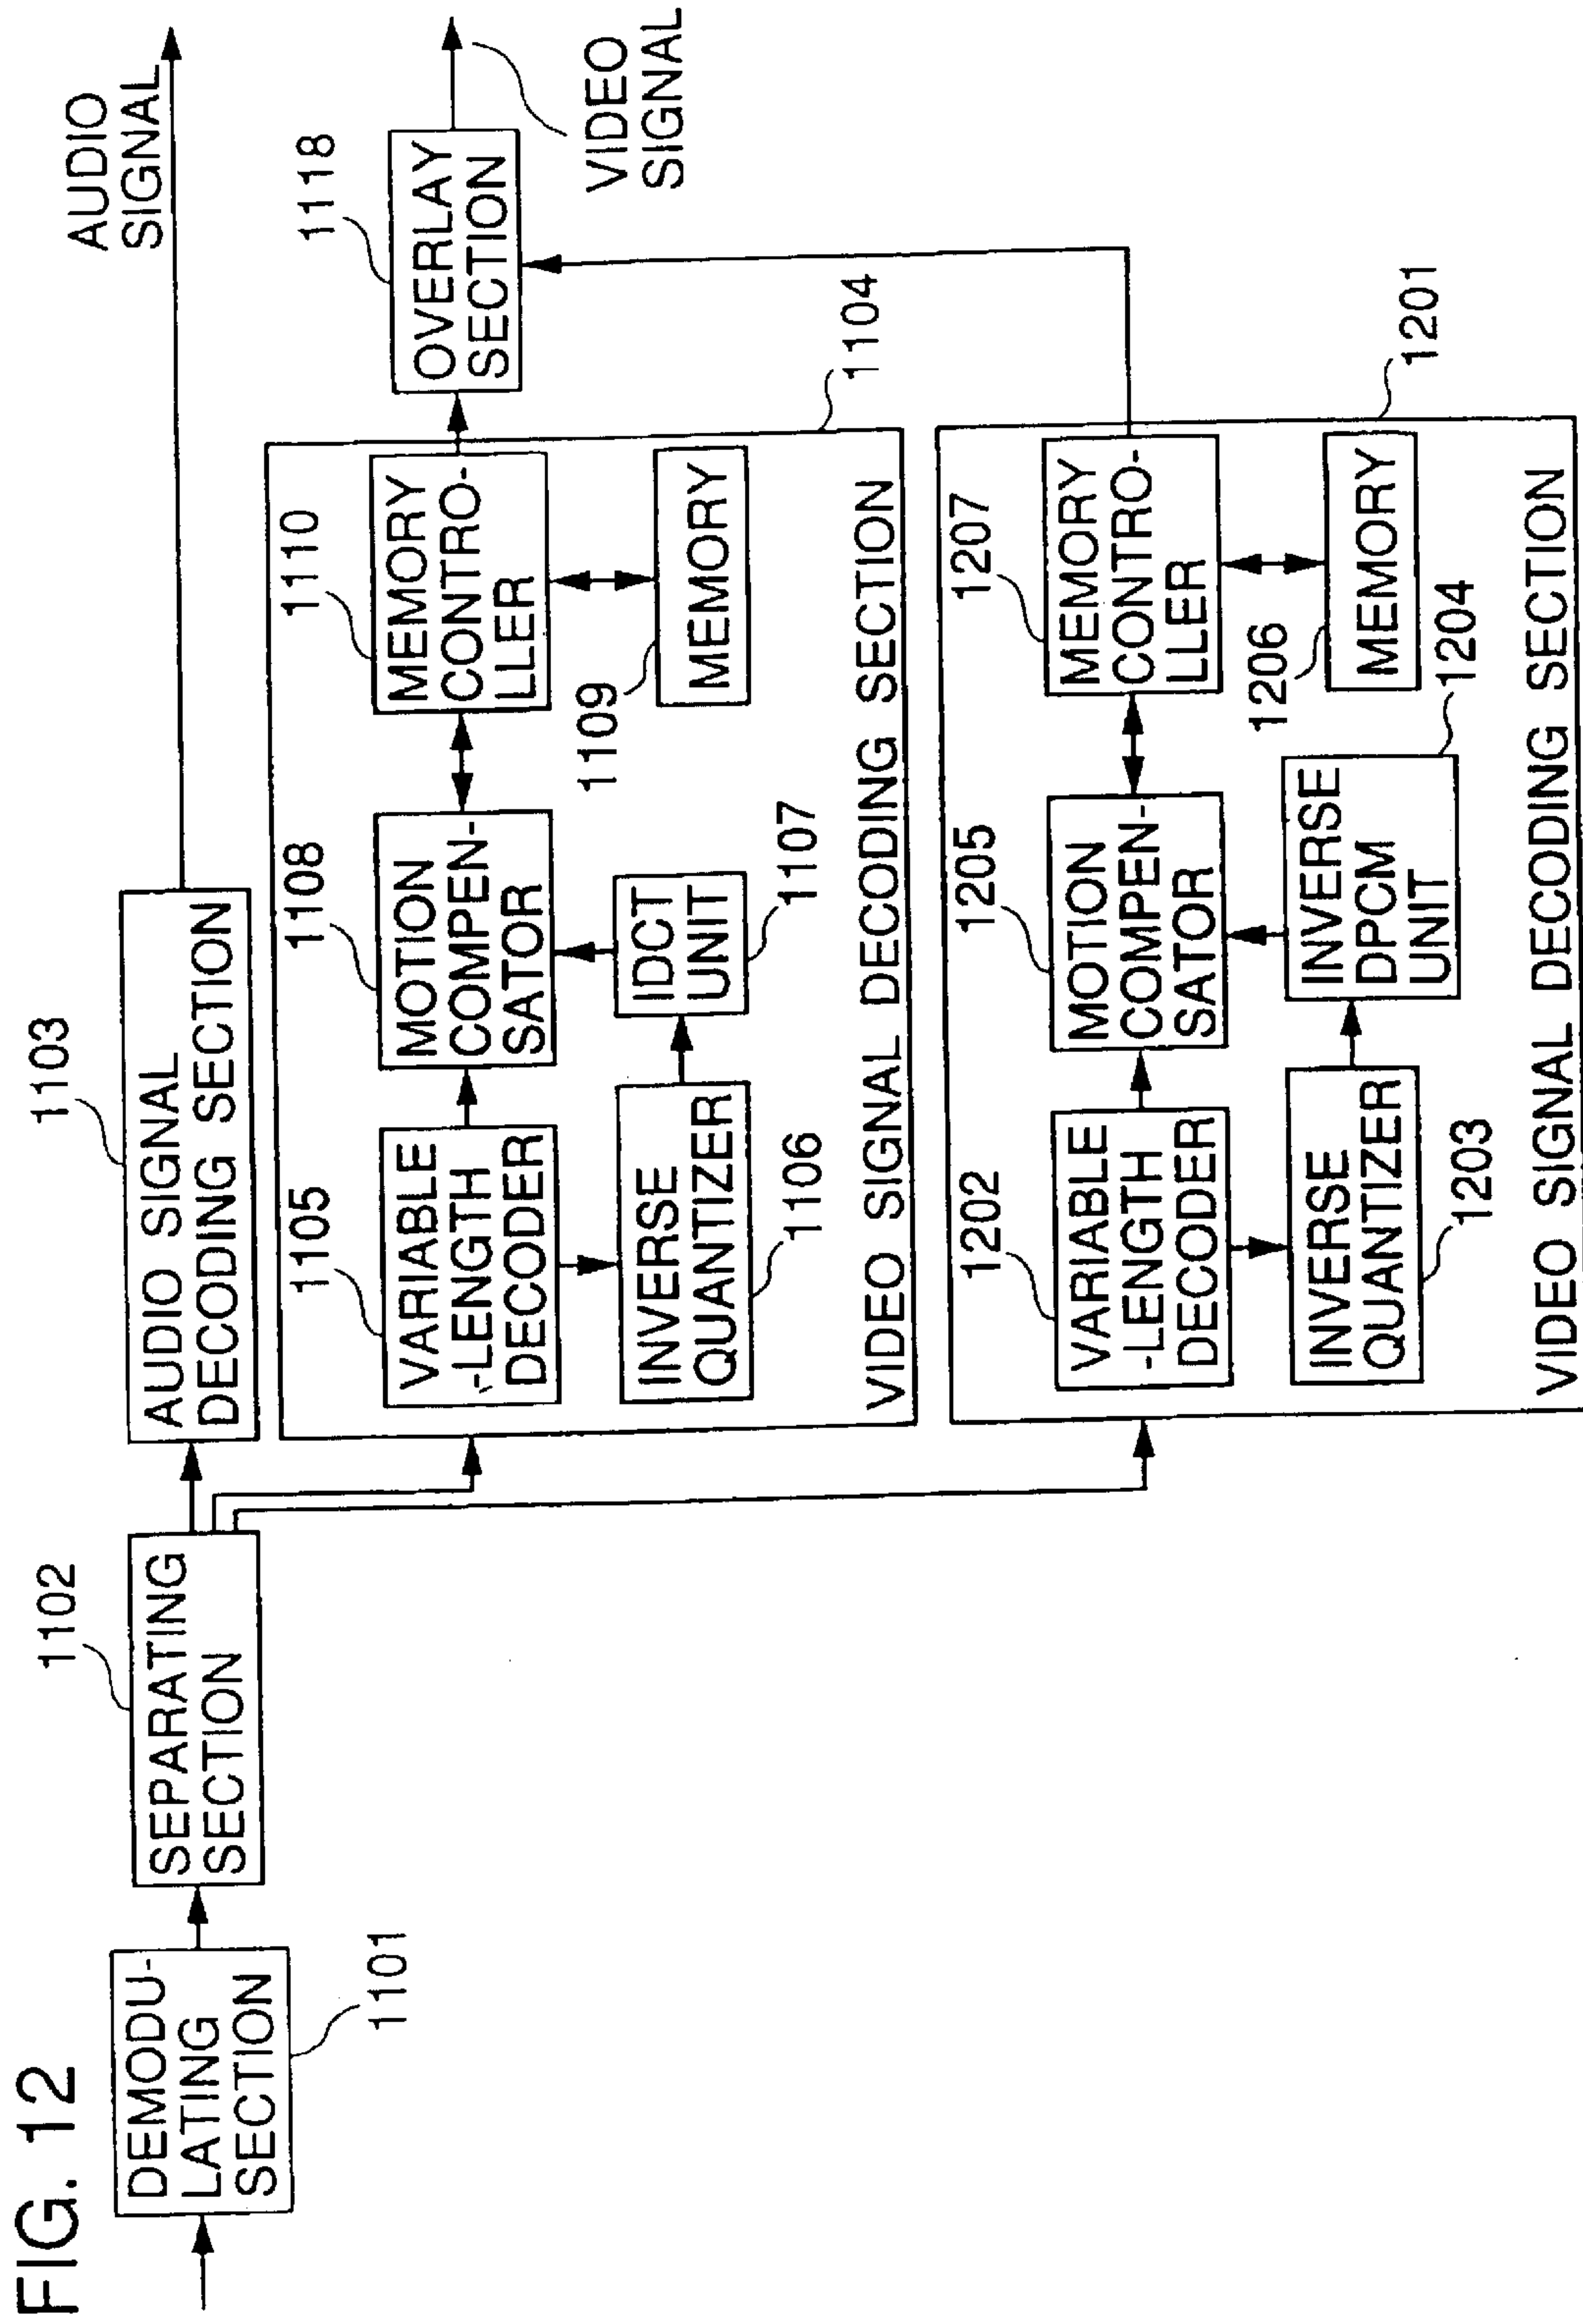 FIG. 12
DEMODU-
LATING
SECTION
1101
1102
SEPARATING
SECTION
1103
AUDIO SIGNAL
DECODING SECTION
AUDIO
SIGNAL
1105
VARIABLE
-LENGTH
DECODER
1108
MOTION
COMPEN-
SATOR
1110
MEMORY
CONTRO-
LLER
INVERSE
QUANTIZER
1106
IDCT
UNIT
1107
1109
MEMORY
VIDEO SIGNAL DECODING SECTION
1104
1118
OVERLAY
SECTION
VIDEO
SIGNAL
1202
VARIABLE
-LENGTH
DECODER
1205
MOTION
COMPEN-
SATOR
1207
MEMORY
CONTRO-
LLER
INVERSE
QUANTIZER
1203
INVERSE
DPCM
UNIT
1204
1206
MEMORY
VIDEO SIGNAL DECODING SECTION
1201